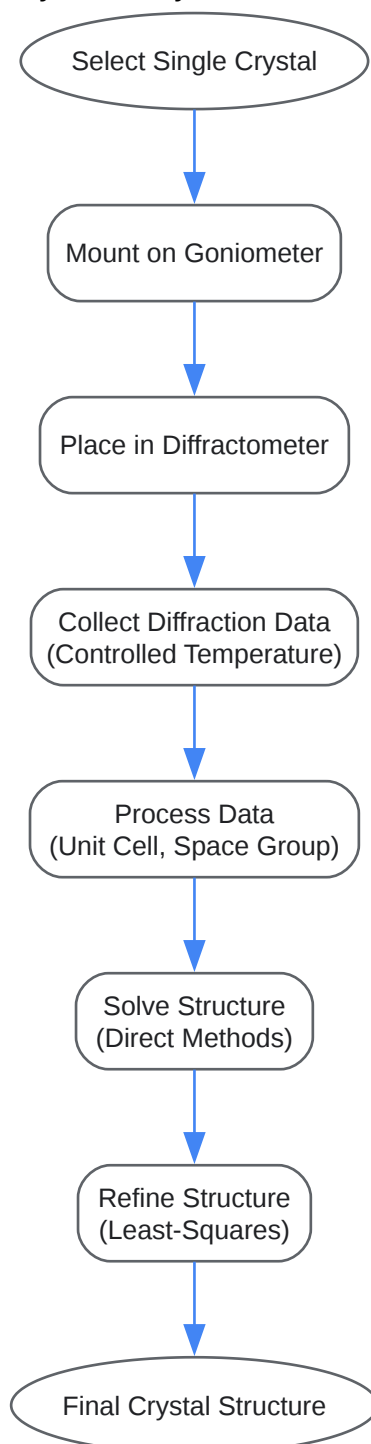 Select Single Crystal
Mount on Goniometer
Place in Diffractometer
Collect Diffraction Data
(Controlled Temperature)
Process Data
(Unit Cell, Space Group)
Solve Structure
(Direct Methods)
Refine Structure
(Least-Squares)
Final Crystal Structure